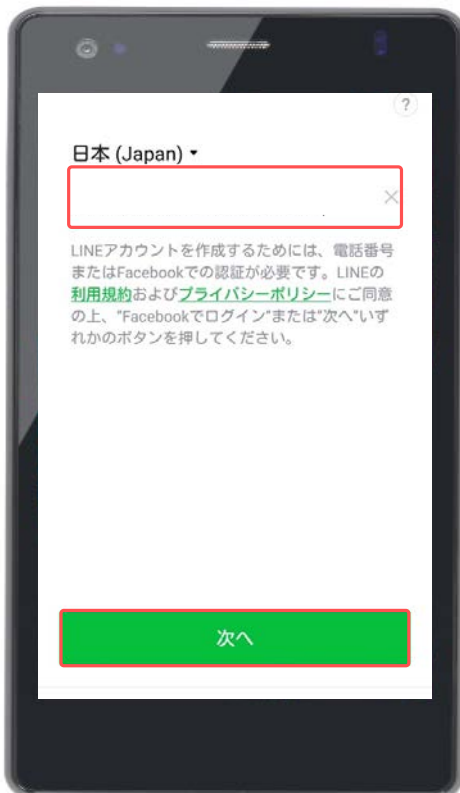 ?
日本 (Japan)
LINEアカウントを作成するためには、電話番号
またはFacebookでの認証が必要です。LINEの
利用規約およびプライバシーポリシーにご同意
の上、"Facebookでログイン"または"次へ"いず
れかのボタンを押してください。
次へ